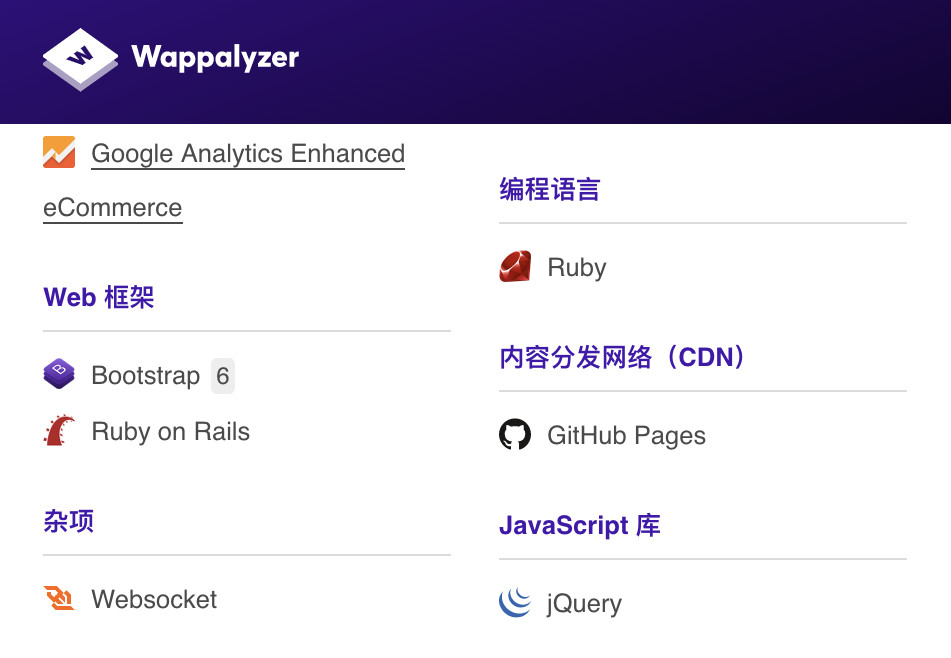 Wappalyzer
Google Analytics Enhanced
eCommerce
Web 框架
Bootstrap 6
Ruby on Rails
杂项
Websocket
编程语言
Ruby
内容分发网络（CDN）
GitHub Pages
JavaScript 库
jQuery